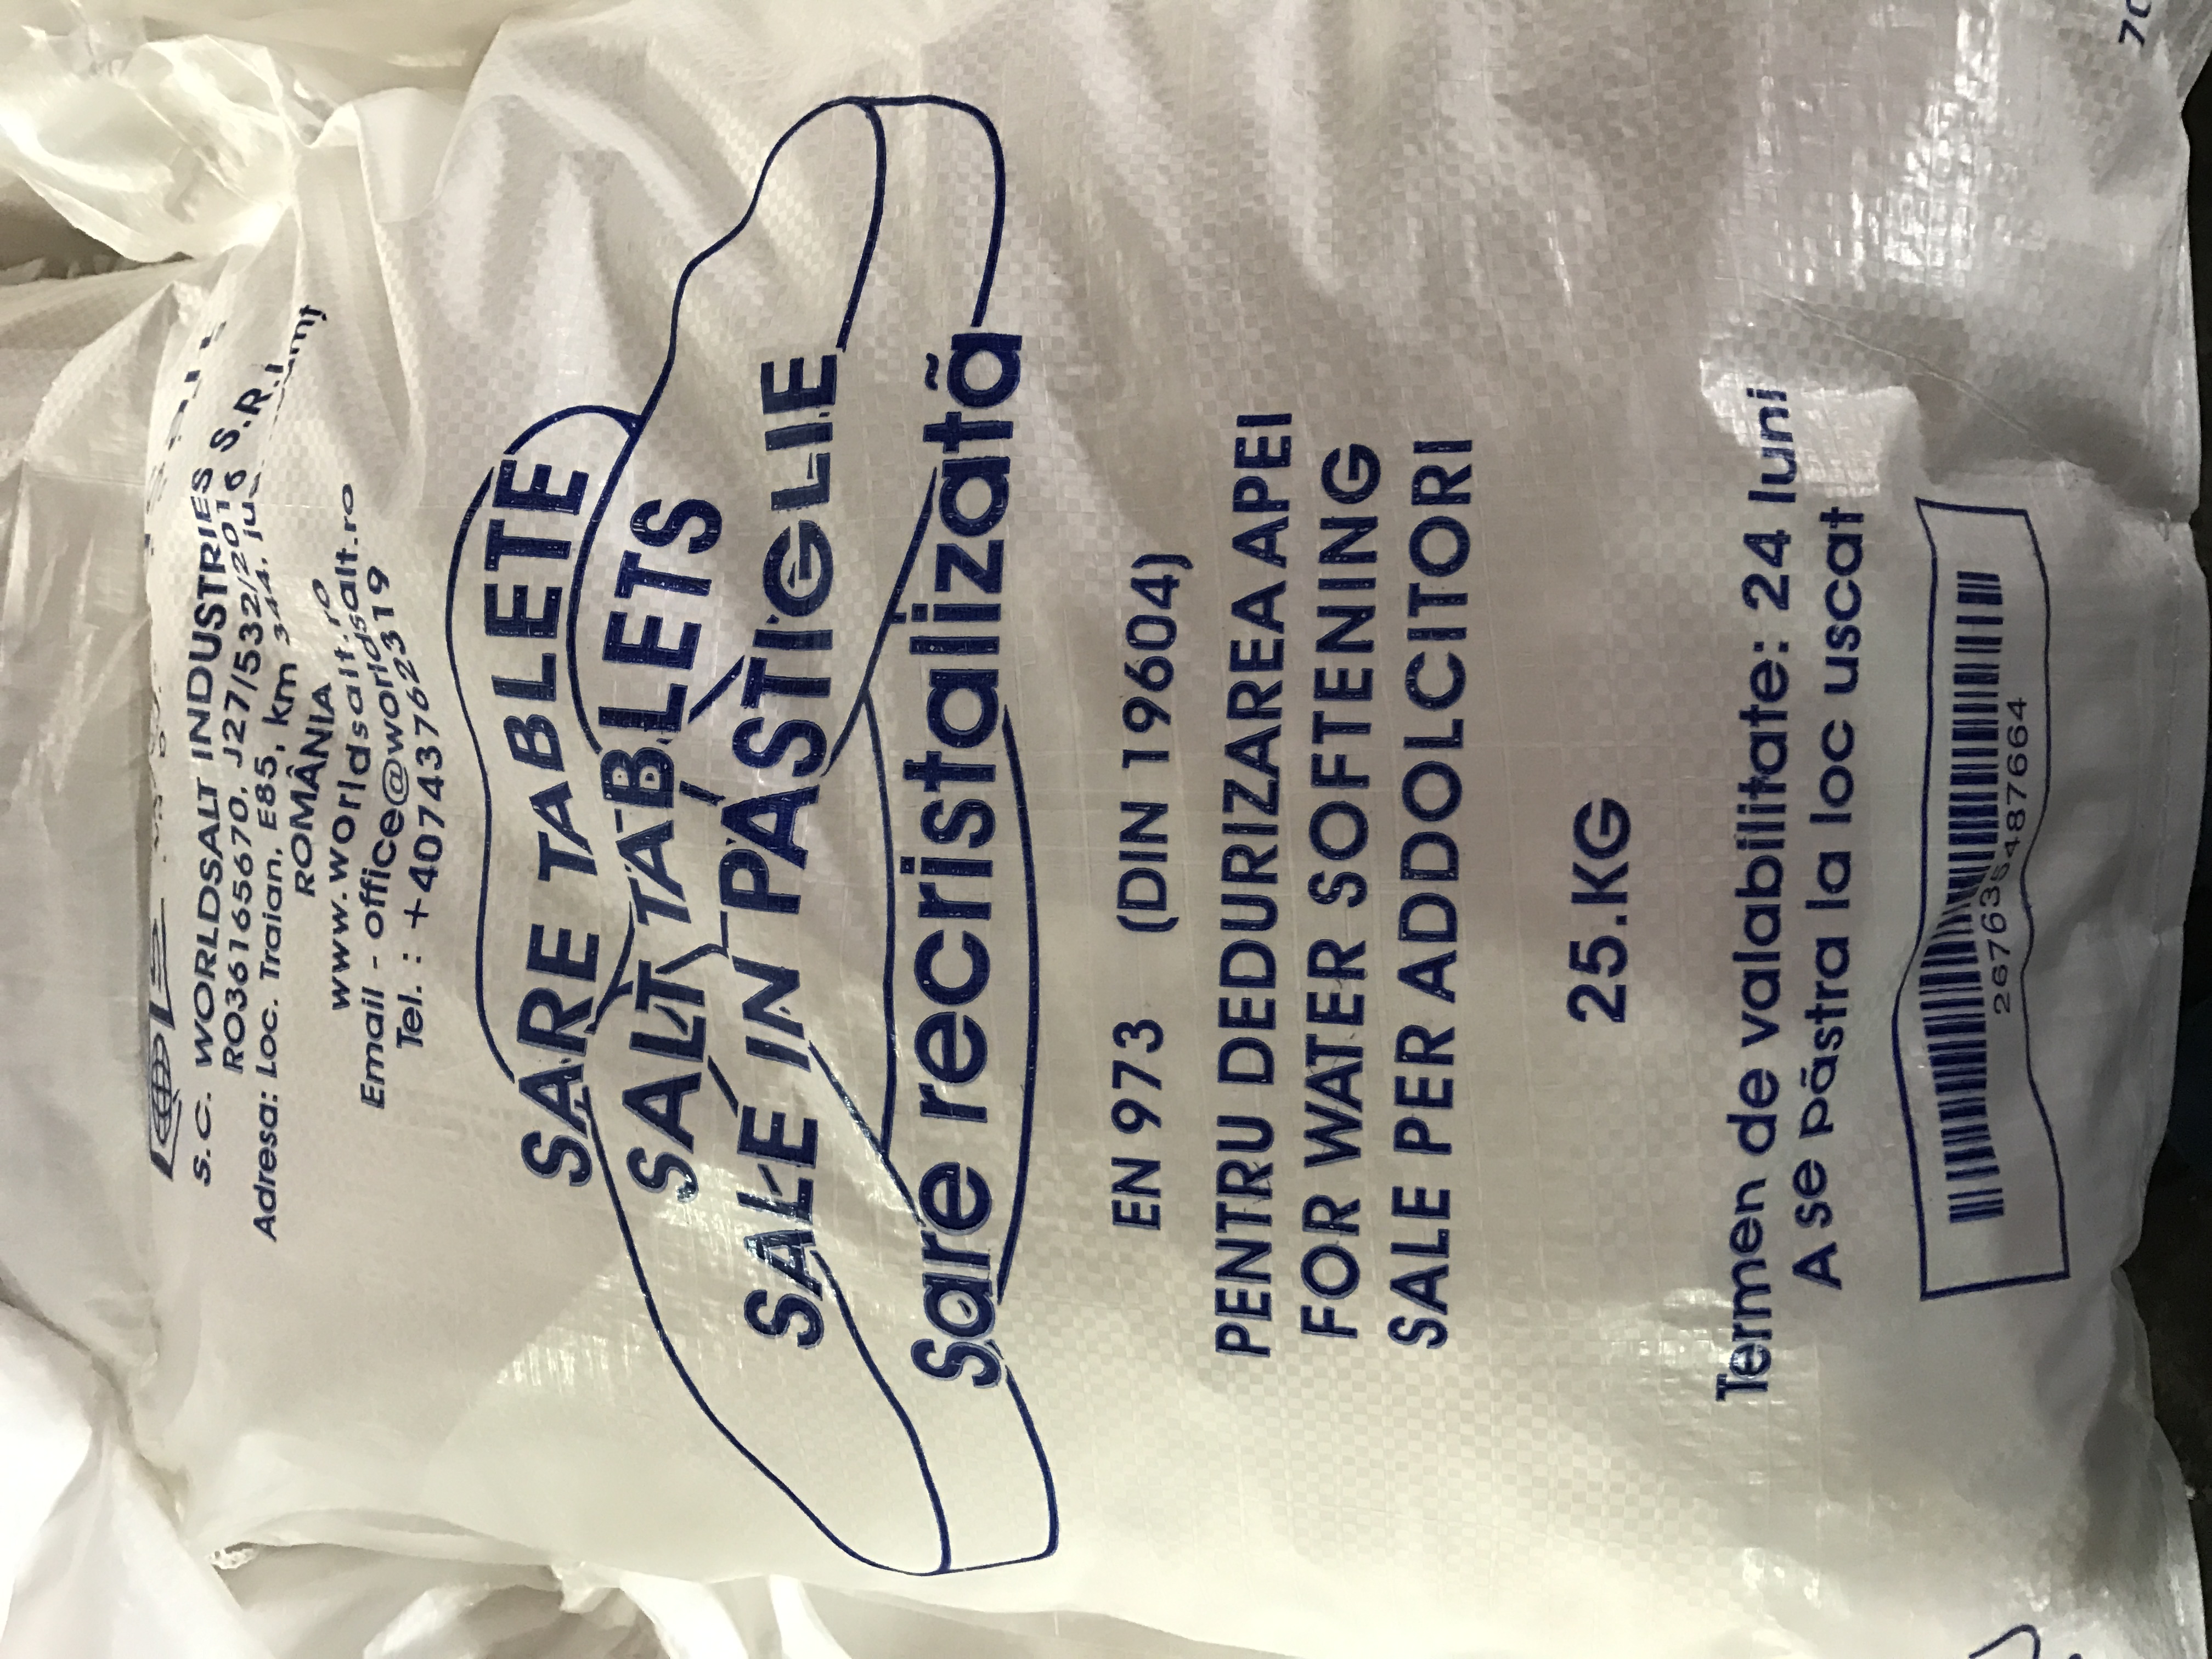 S.C. WORLDSALT INDUSTRIES S.R.L
RO36165670, J27/532/2016
Adresa: Loc. Traian, E85, km 344,
ROMÂNIA
www.worldsalt.ro
Email - office@worldsalt.ro
Tel. : +40743762319
SARE TABLETE
SALT TABLETS
SALE IN PASTIGLIE
Sare recristalizată
EN 973 (DIN 19604)
PENTRU DEDURIZAREA APEI
FOR WATER SOFTENING
SALE PER ADDOLCITORI
25.KG
Termen de valabilitate: 24 luni
A se păstra la loc uscat
2676354487664